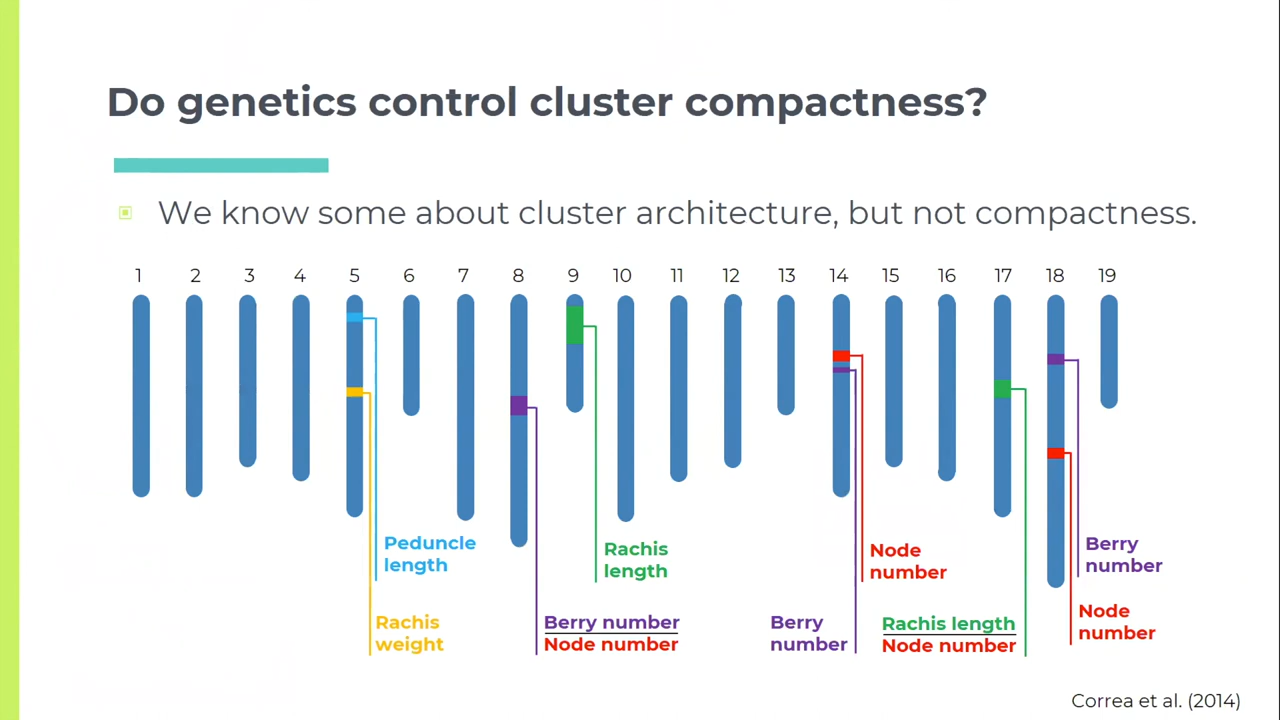 Do genetics control cluster compactness?
We know some about cluster architecture, but not compactness.
1 2 3 4 5 6 7 8 9 10 11 12 13 14 15 16 17 18 19
Peduncle
length
Rachis
weight
Berry number
Node number
Rachis
length
Berry
number
Node
number
Rachis length
Node number
Berry
number
Node
number
Correa et al. (2014)